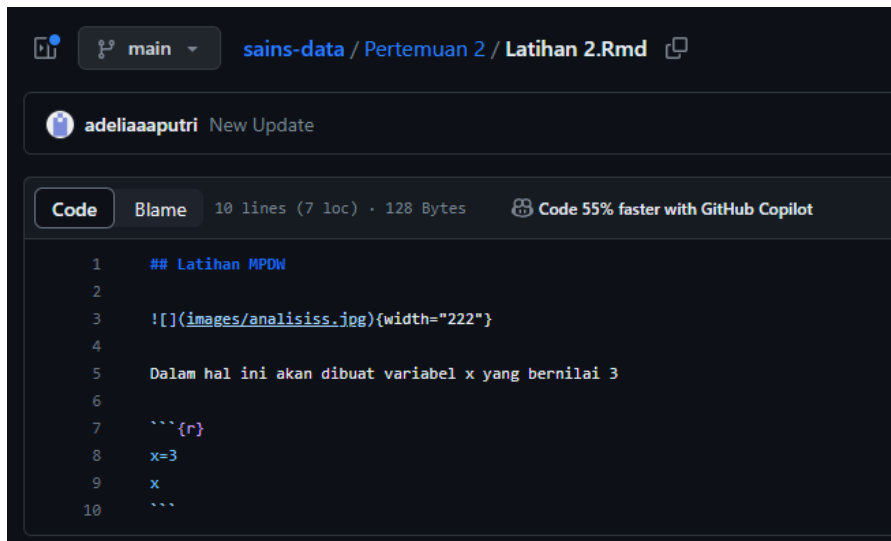 main sains-data / Pertemuan 2 / Latihan 2.Rmd
adeliaaaputri New Update
Code Blame 10 lines (7 loc) · 128 Bytes Code 55% faster with GitHub Copilot
1 ## Latihan MPDW
2
3 ![](images/analisiss.jpg){width="222"}
4
5 Dalam hal ini akan dibuat variabel x yang bernilai 3
6
7 ```{r}
8 x=3
9 x
10 ```